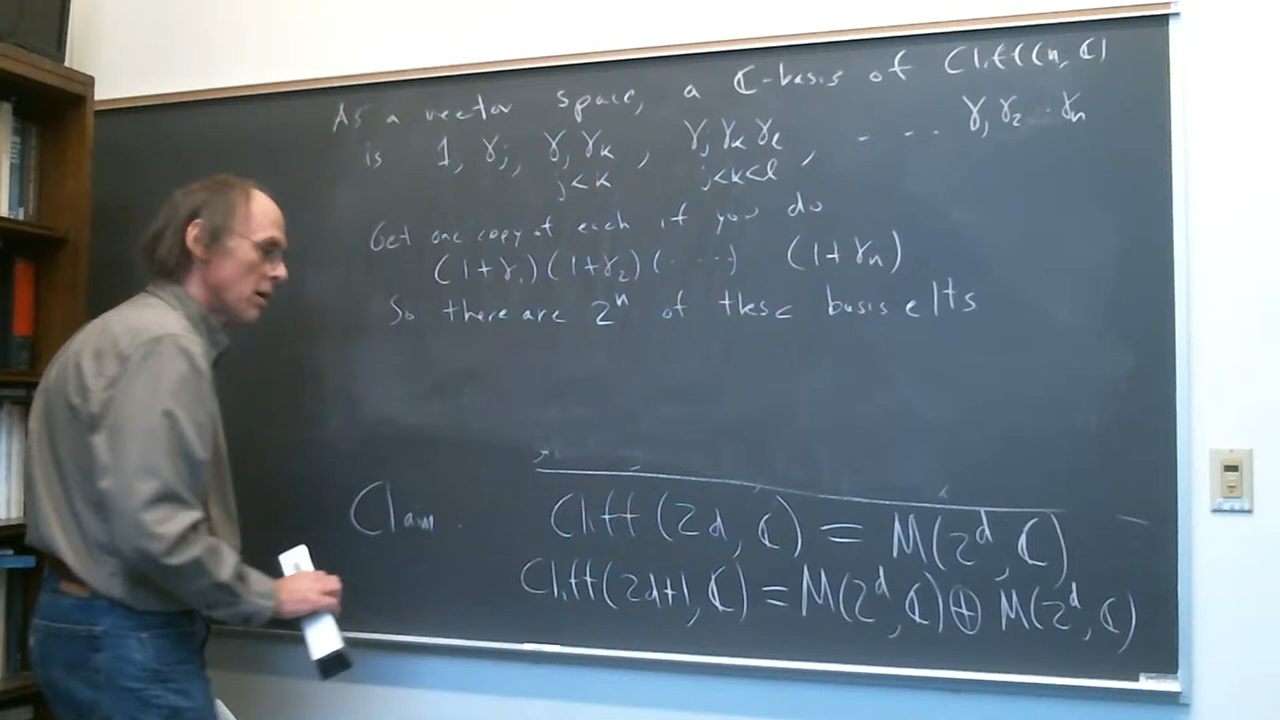 As a vector space, a ℂ-basis of Cliff(n, ℂ)
is 1, γⱼ, γⱼγₖ, γⱼγₖγₗ, - - - . γ₁γ₂...γₙ
j<k j<k<l
Get one copy of each if you do
(1+γ₁)(1+γ₂)(····) (1+γₙ)
So there are 2ⁿ of these basis elts
Claim. Cliff(2d, ℂ) = M(2ᵈ, ℂ)
Cliff(2d+1, ℂ) = M(2ᵈ, ℂ) ⊕ M(2ᵈ, ℂ)